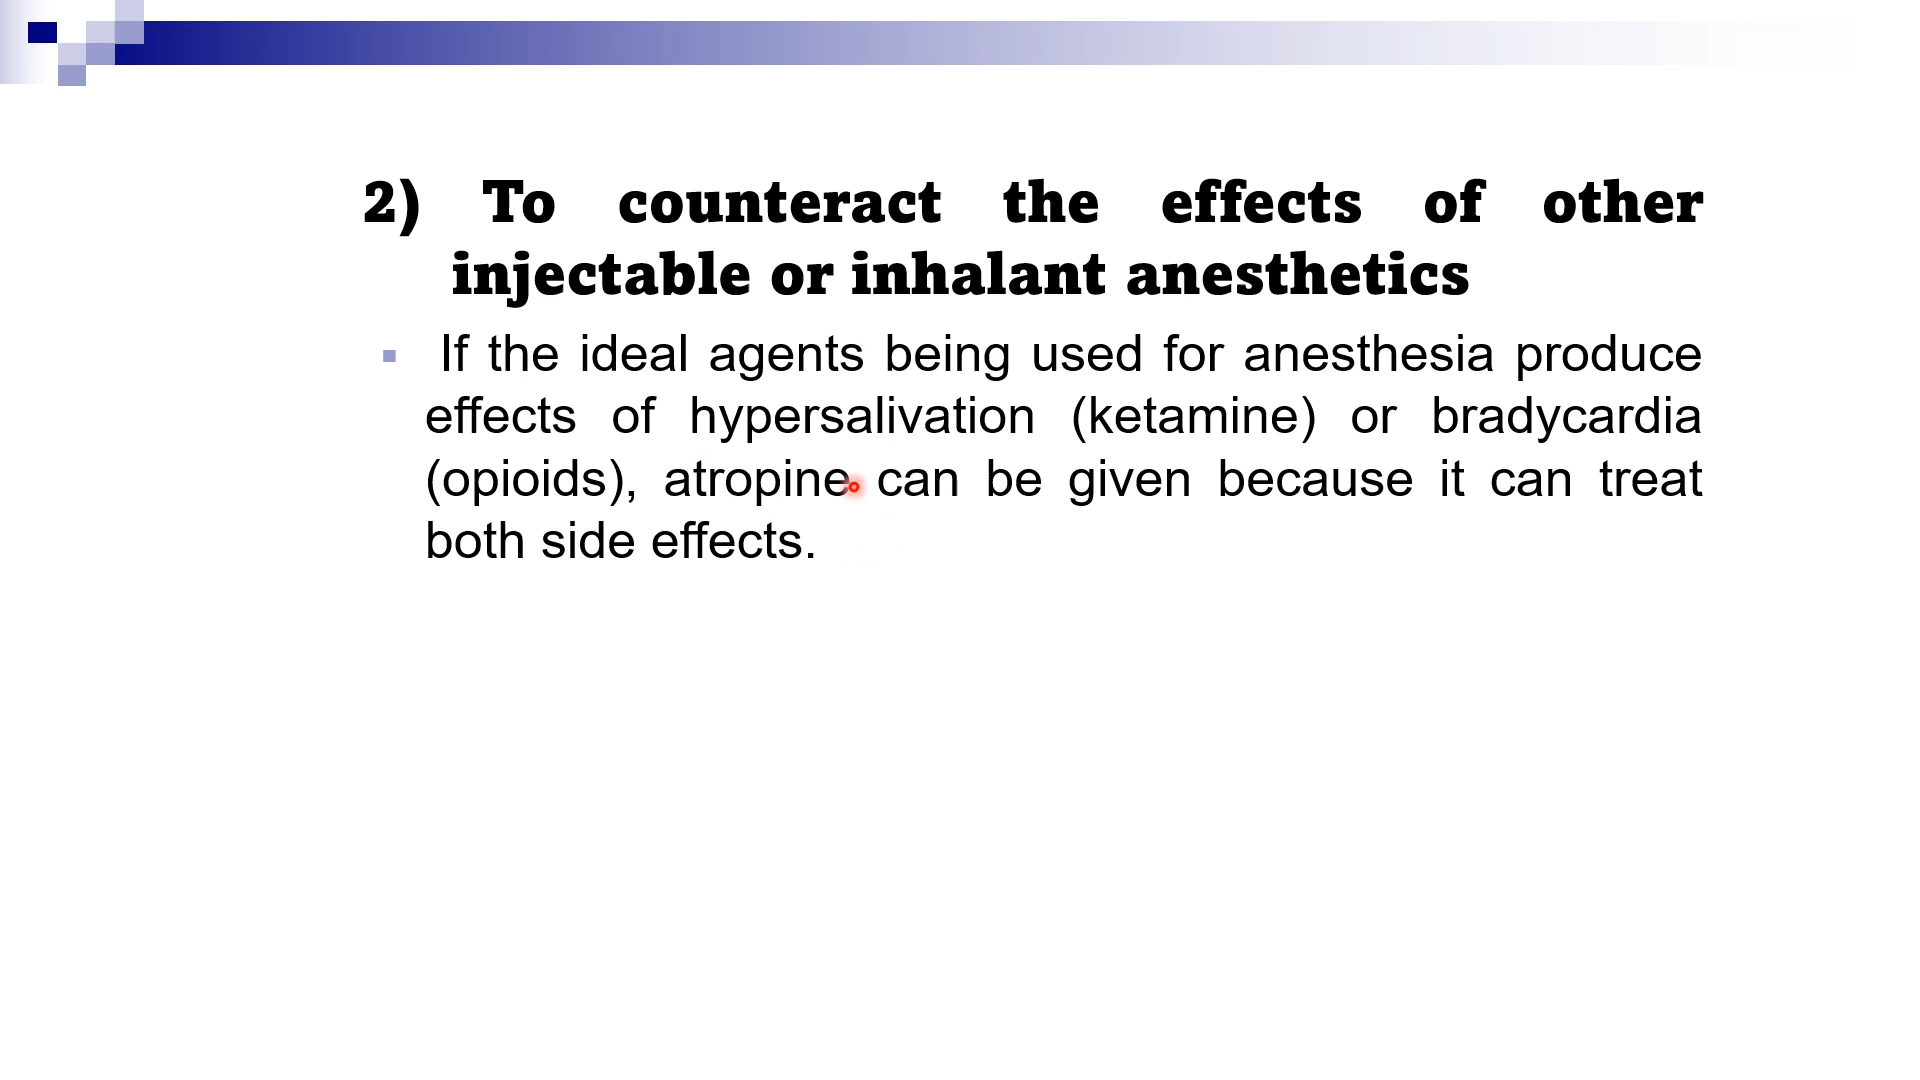 2) To counteract the effects of other
injectable or inhalant anesthetics
▪ If the ideal agents being used for anesthesia produce
effects of hypersalivation (ketamine) or bradycardia
(opioids), atropine can be given because it can treat
both side effects.